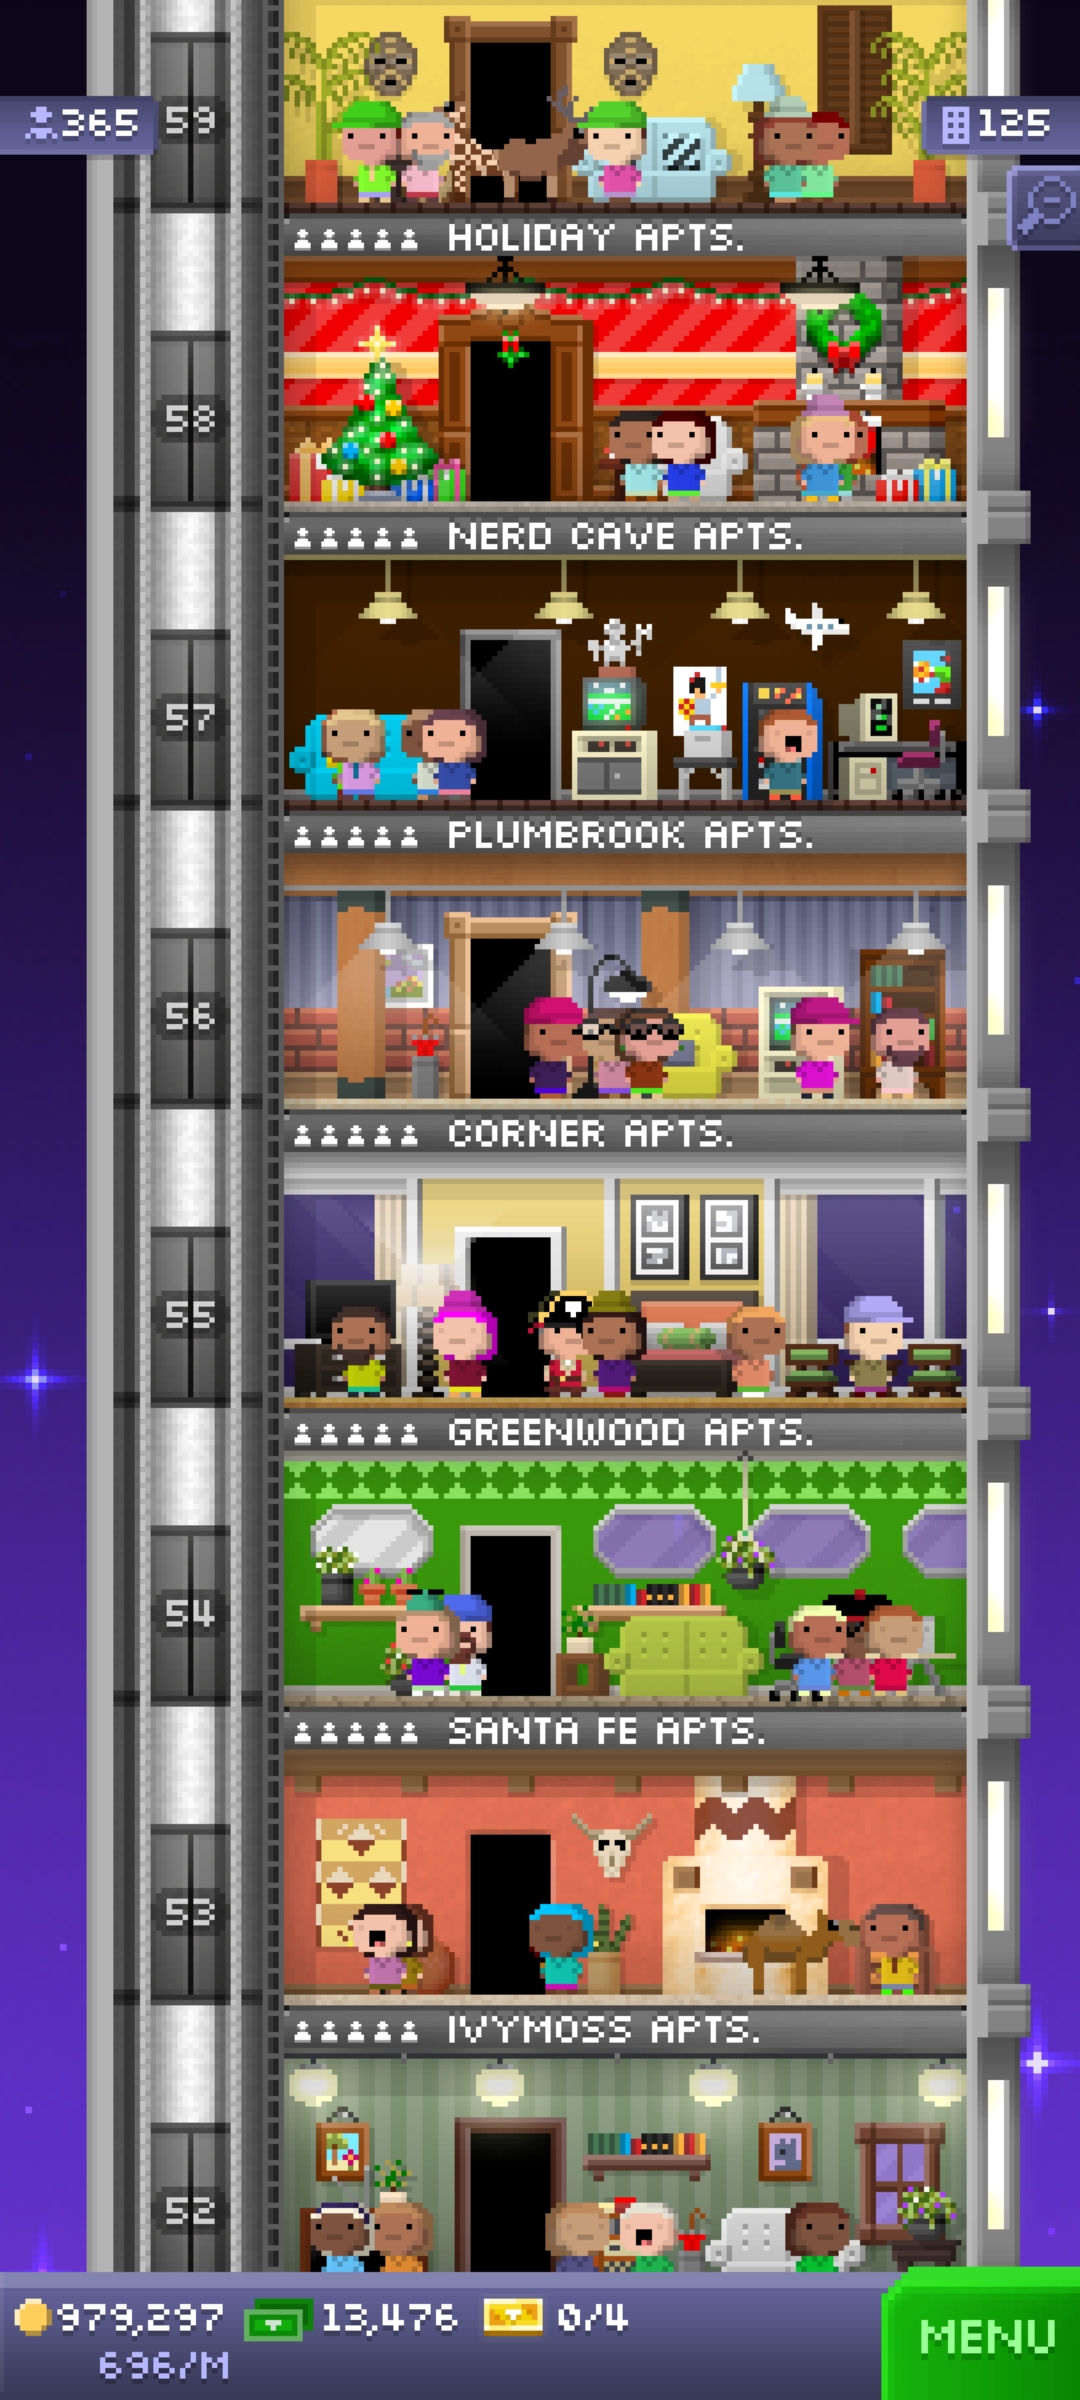 365
59
125
HOLIDAY APTS.
58
NERD CAVE APTS.
57
PLUMBROOK APTS.
56
CORNER APTS.
55
GREENWOOD APTS.
54
SANTA FE APTS.
53
IVYMOSS APTS.
52
979,297 13,476 0/4
696/M
MENU